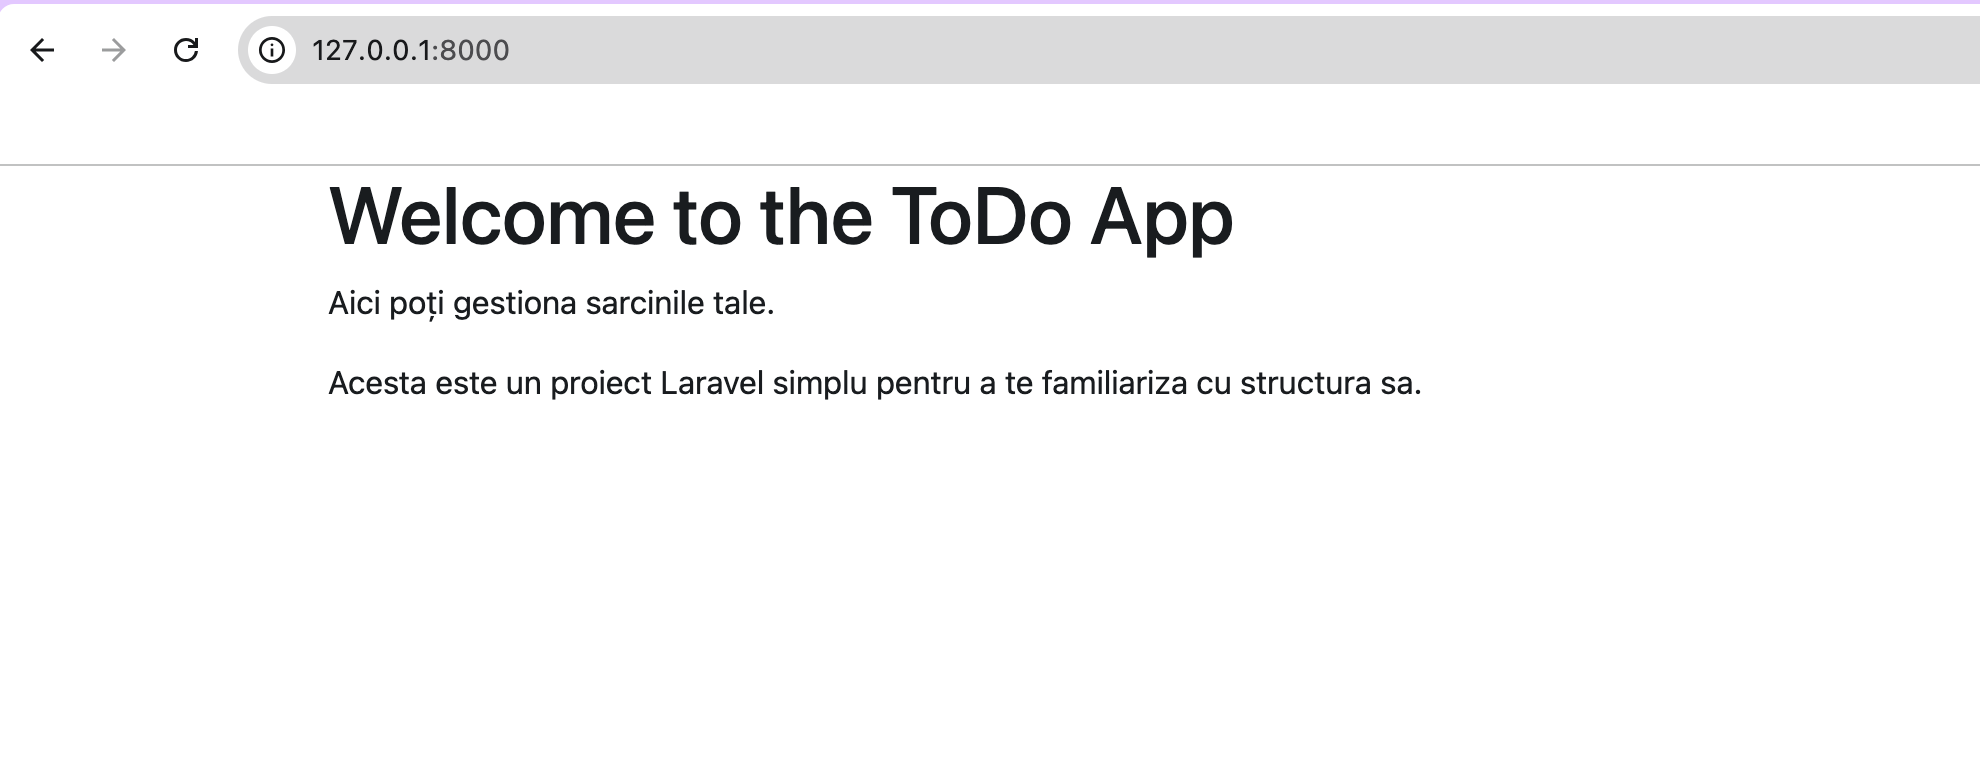 127.0.0.1:8000
Welcome to the ToDo App
Aici poți gestiona sarcinile tale.
Acesta este un proiect Laravel simplu pentru a te familiariza cu structura sa.